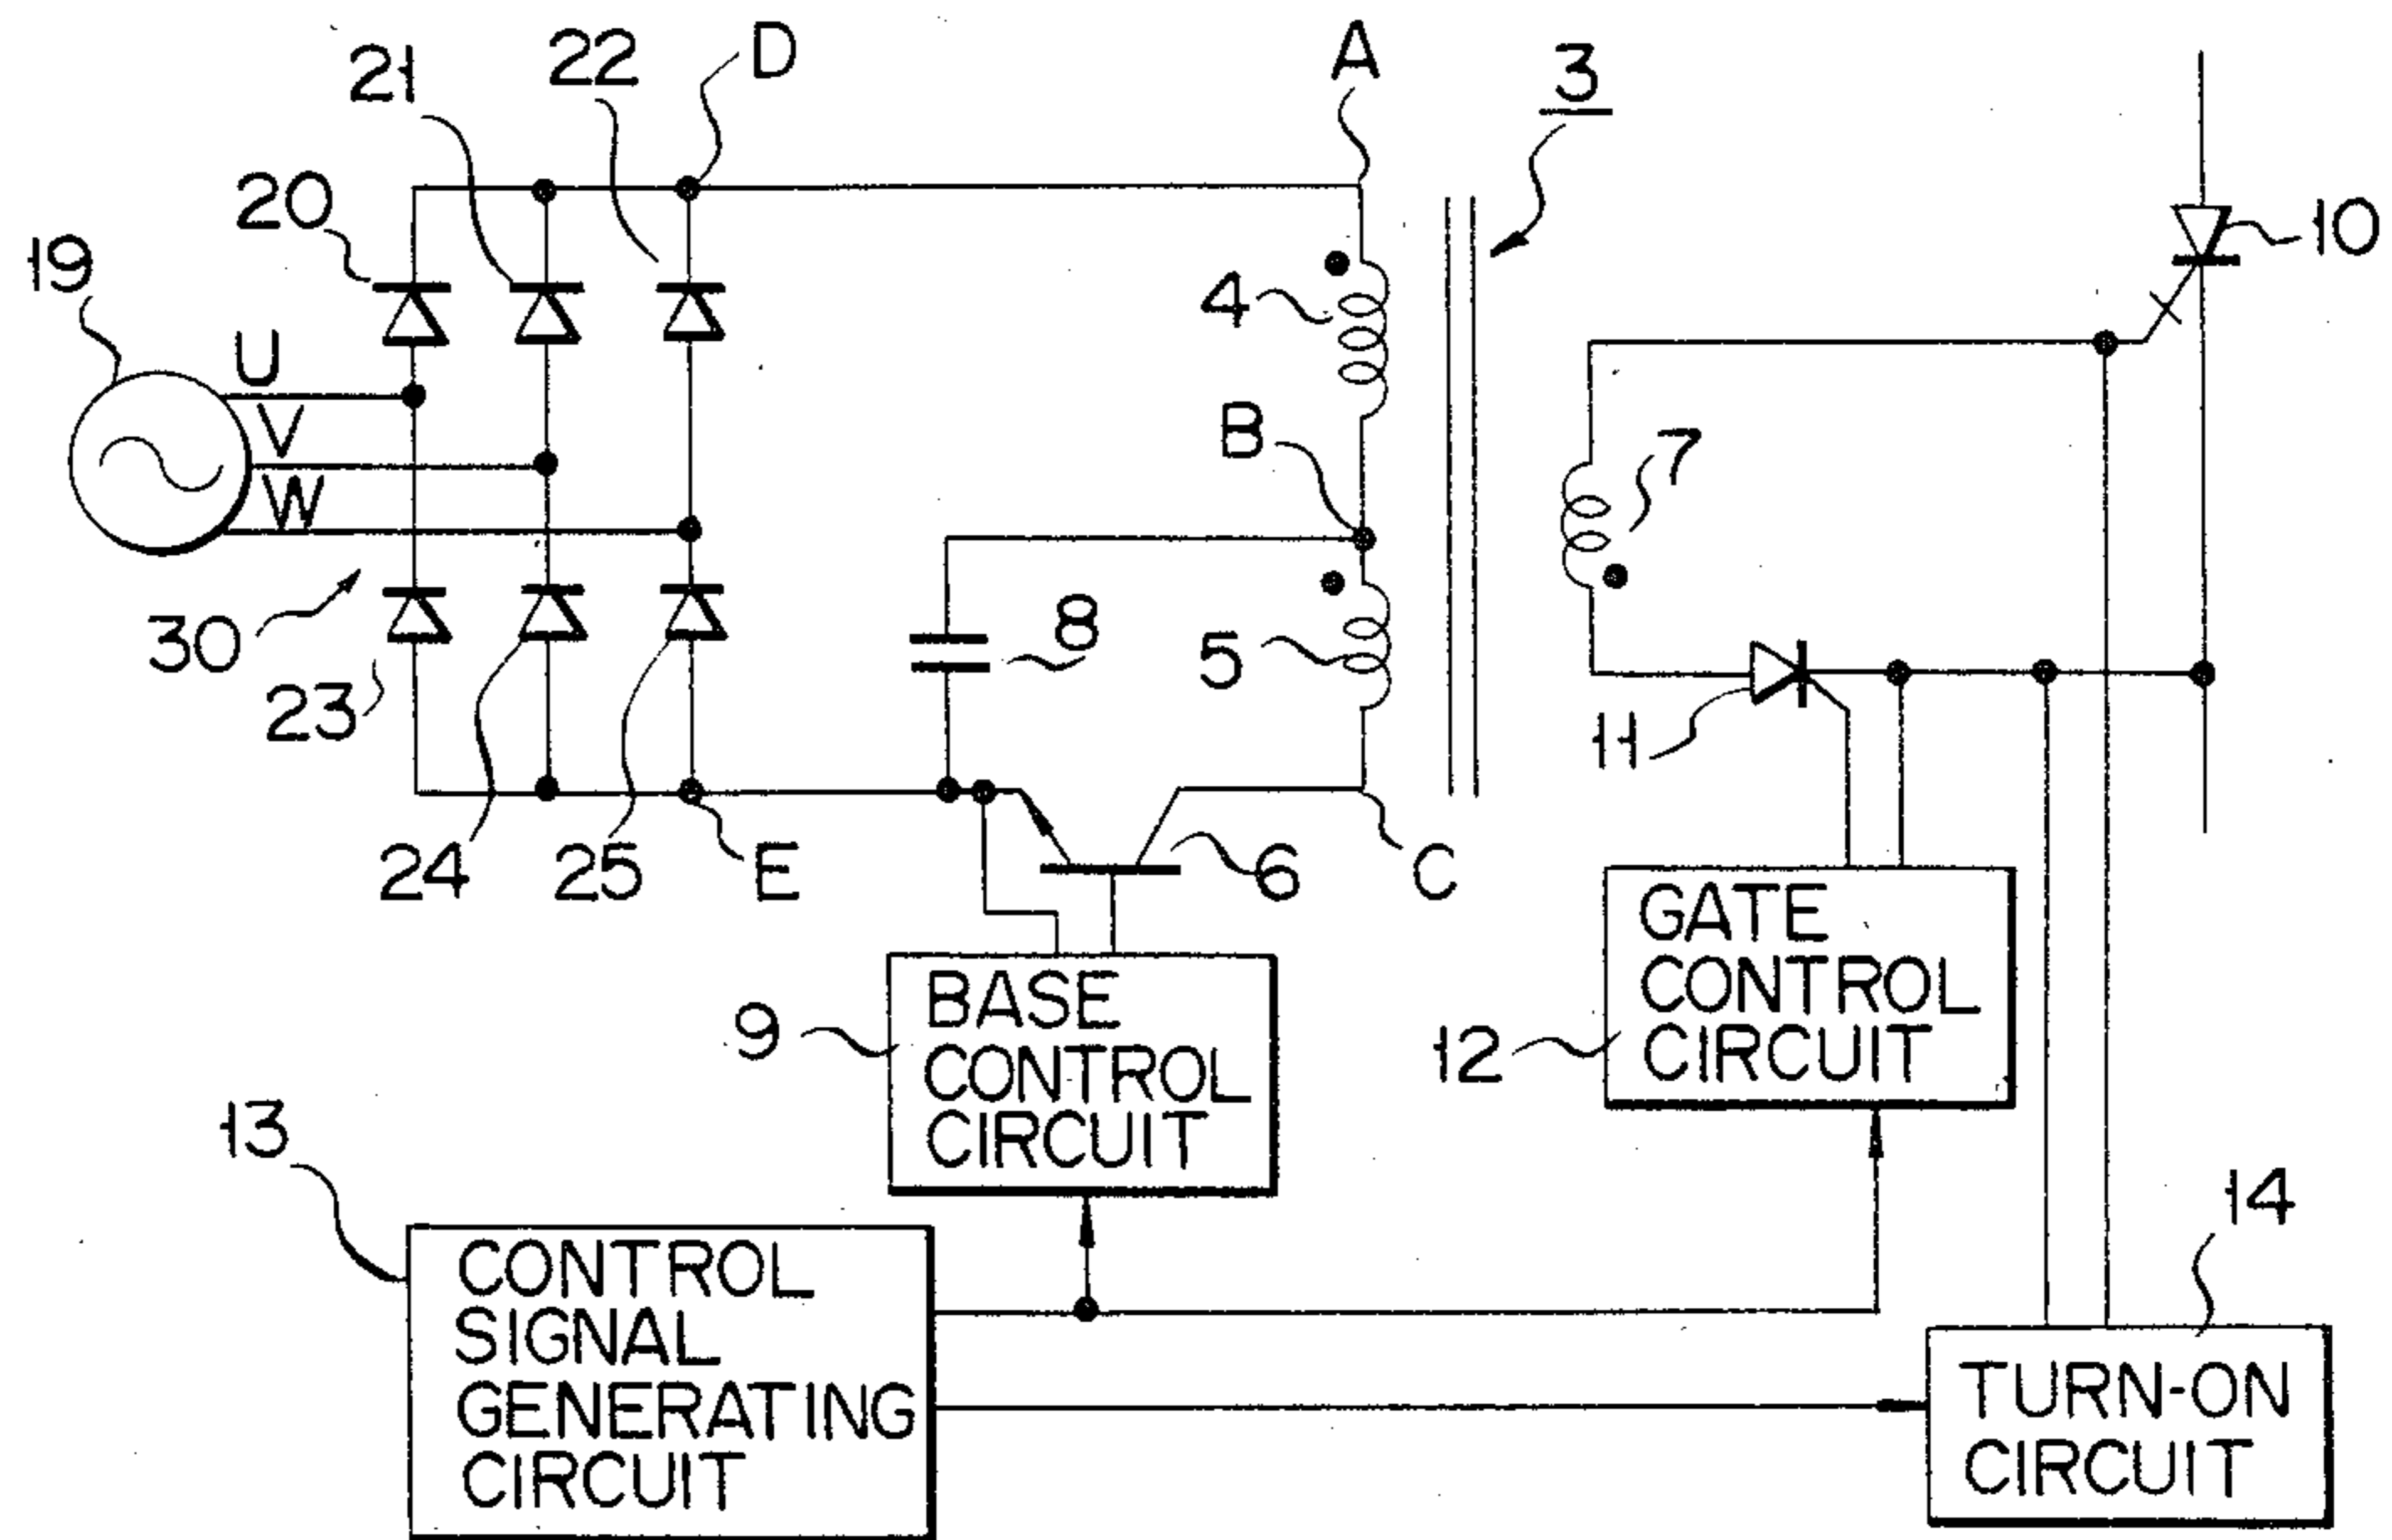 21
22
D
A
3
20
10
19
U
4
V
B
7
W
30
8
5
23
11
24
25
E
6
C
GATE
CONTROL
CIRCUIT
BASE
CONTROL
CIRCUIT
9
12
13
14
CONTROL
SIGNAL
GENERATING
CIRCUIT
TURN-ON
CIRCUIT